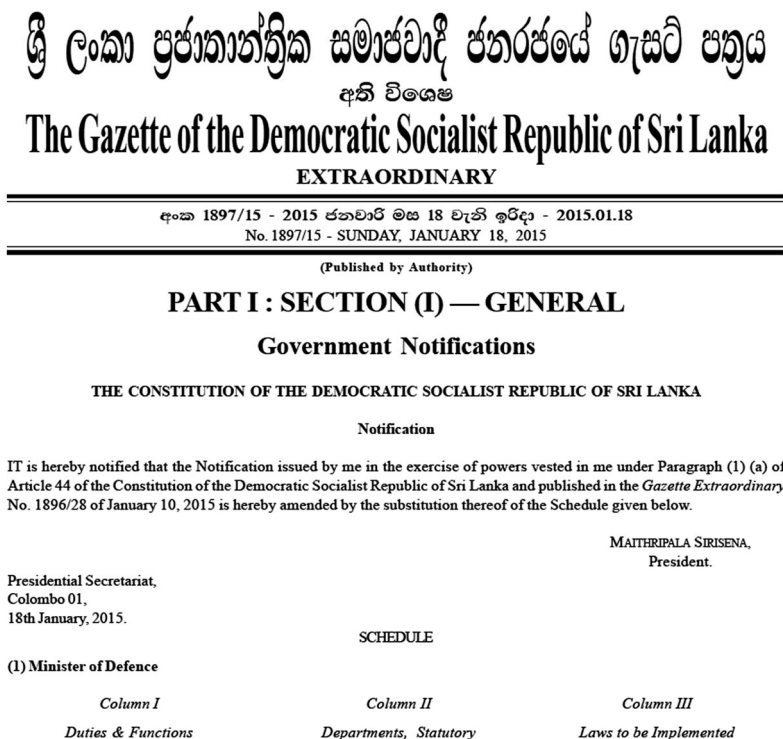 ශ්‍රී ලංකා ප්‍රජාතාන්ත්‍රික සමාජවාදී ජනරජයේ ගැසට් පත්‍රය
අති විශෙෂ
The Gazette of the Democratic Socialist Republic of Sri Lanka
EXTRAORDINARY
අංක 1897/15 - 2015 ජනවාරි මස 18 වැනි ඉරිදා - 2015.01.18
No. 1897/15 - SUNDAY, JANUARY 18, 2015
(Published by Authority)
PART I : SECTION (I) — GENERAL
Government Notifications
THE CONSTITUTION OF THE DEMOCRATIC SOCIALIST REPUBLIC OF SRI LANKA
Notification
IT is hereby notified that the Notification issued by me in the exercise of powers vested in me under Paragraph (1) (a) of
Article 44 of the Constitution of the Democratic Socialist Republic of Sri Lanka and published in the Gazette Extraordinary
No. 1896/28 of January 10, 2015 is hereby amended by the substitution thereof of the Schedule given below.
MAITHRIPALA SIRISENA,
President.
Presidential Secretariat,
Colombo 01,
18th January, 2015.
SCHEDULE
(1) Minister of Defence
Column I Column II Column III
Duties & Functions Departments, Statutory Laws to be Implemented